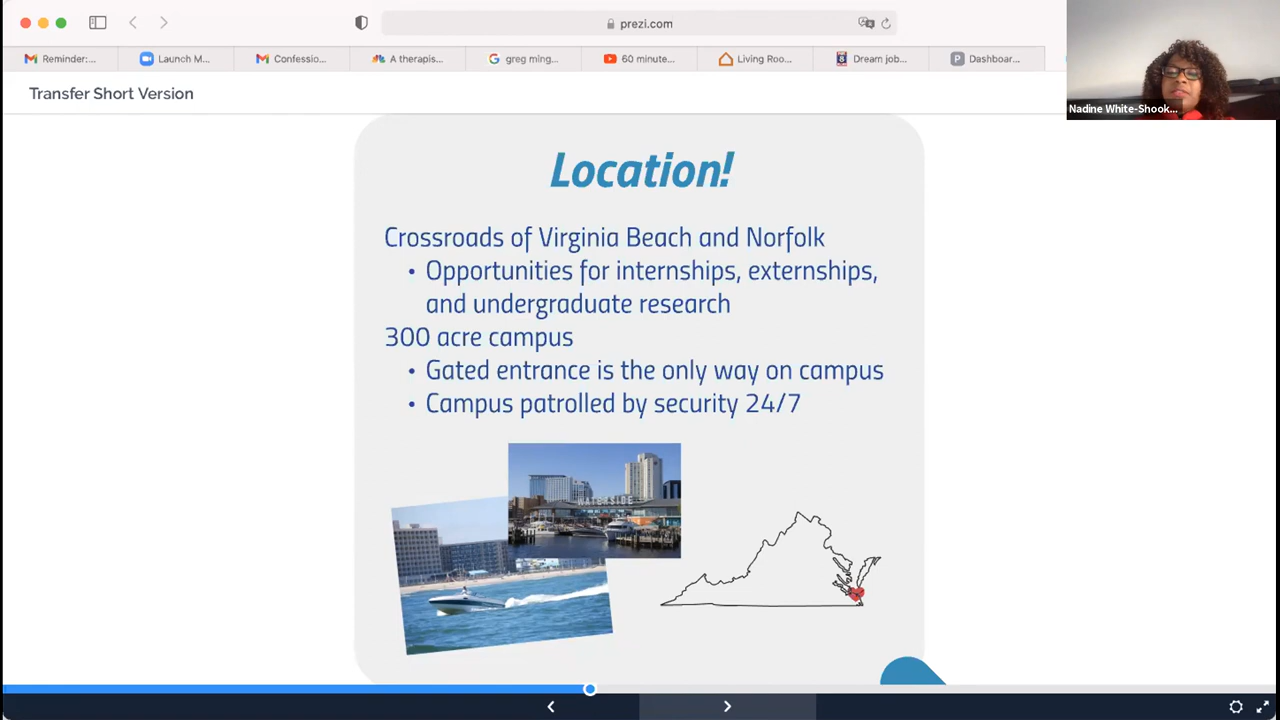 prezi.com
Reminder:...
Launch M...
Confessio...
A therapis...
greg ming...
60 minute...
Living Roo...
Dream job...
Dashboar...
Transfer Short Version
Nadine White-Shook...
Location!
Crossroads of Virginia Beach and Norfolk
• Opportunities for internships, externships,
and undergraduate research
300 acre campus
• Gated entrance is the only way on campus
• Campus patrolled by security 24/7
WATERSIDE